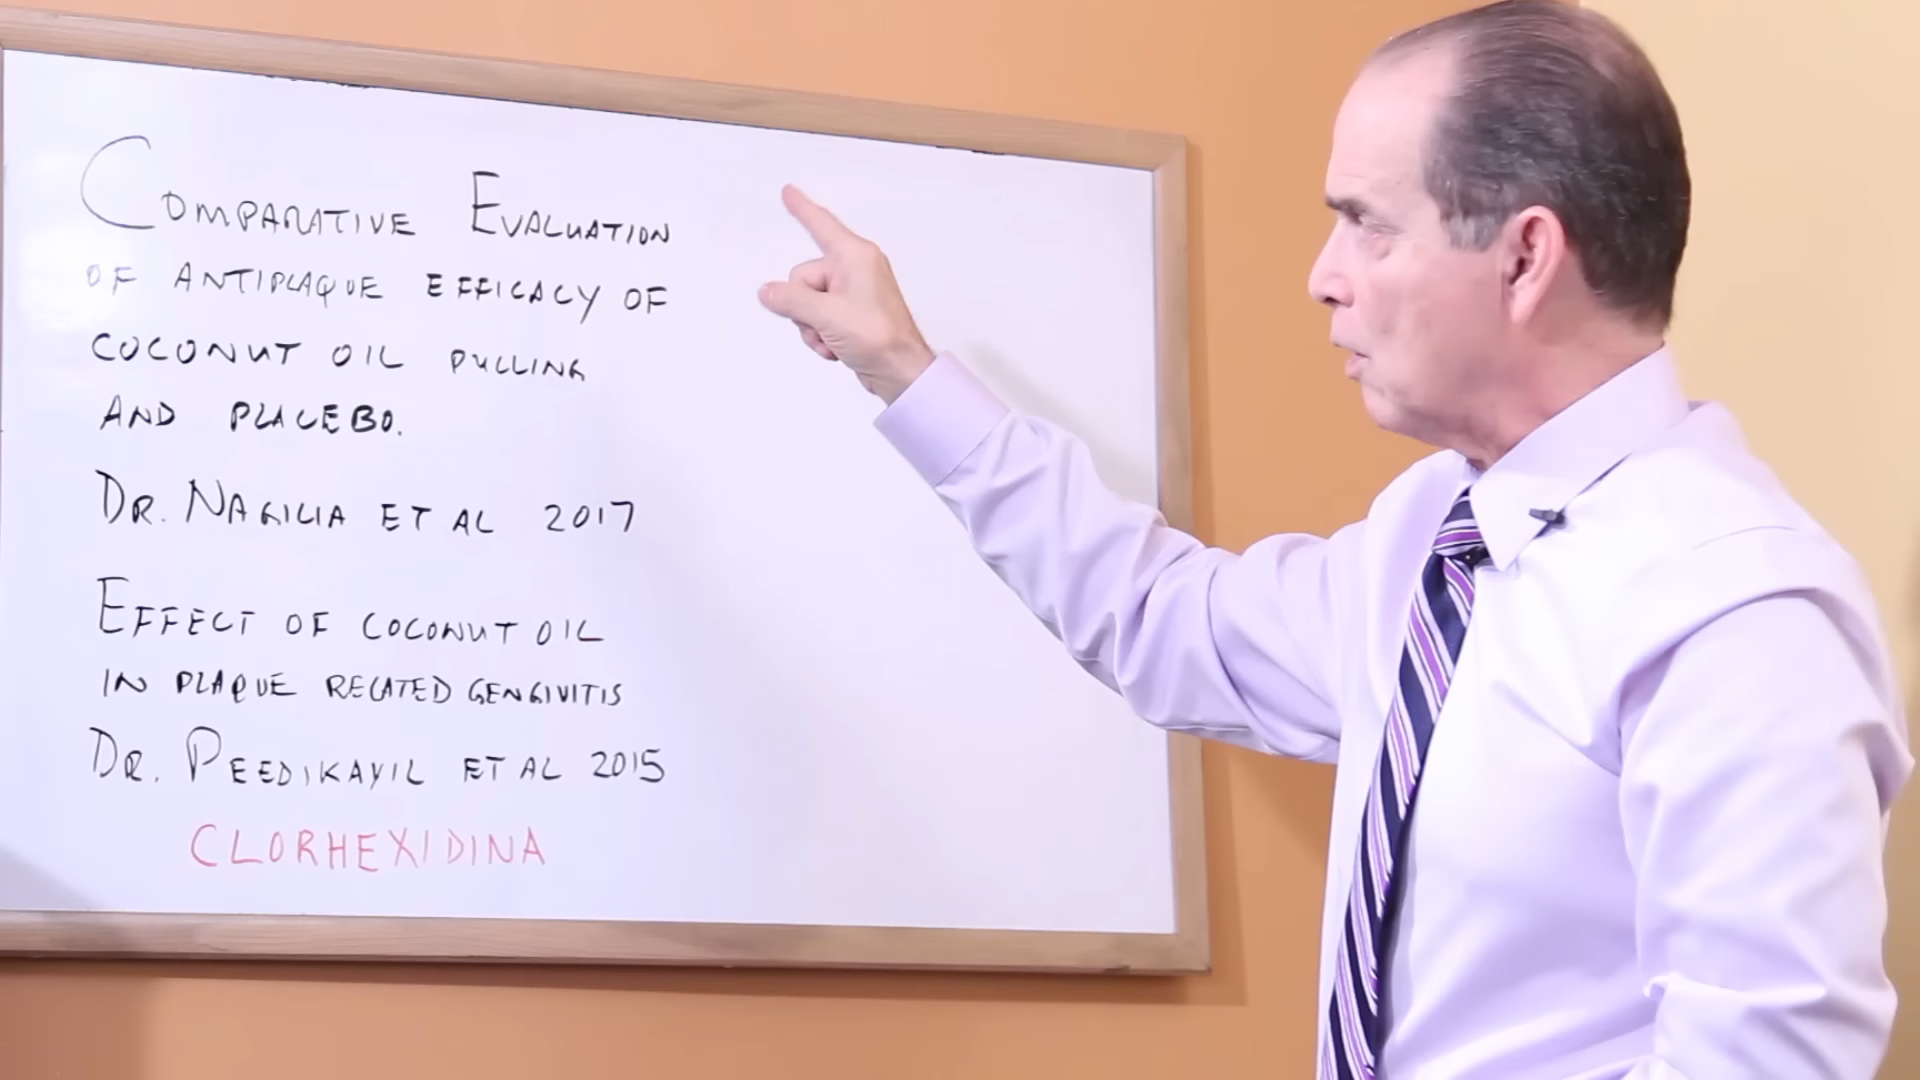 COMPARATIVE EVALUATION
OF ANTIPLAQUE EFFICACY OF
COCONUT OIL PULLING
AND PLACEBO.
DR. NAGILIA ET AL 2017
EFFECT OF COCONUT OIL
IN PLAQUE RELATED GENGIVITIS
DR. PEEDIKAYIL ET AL 2015
CLORHEXIDINA